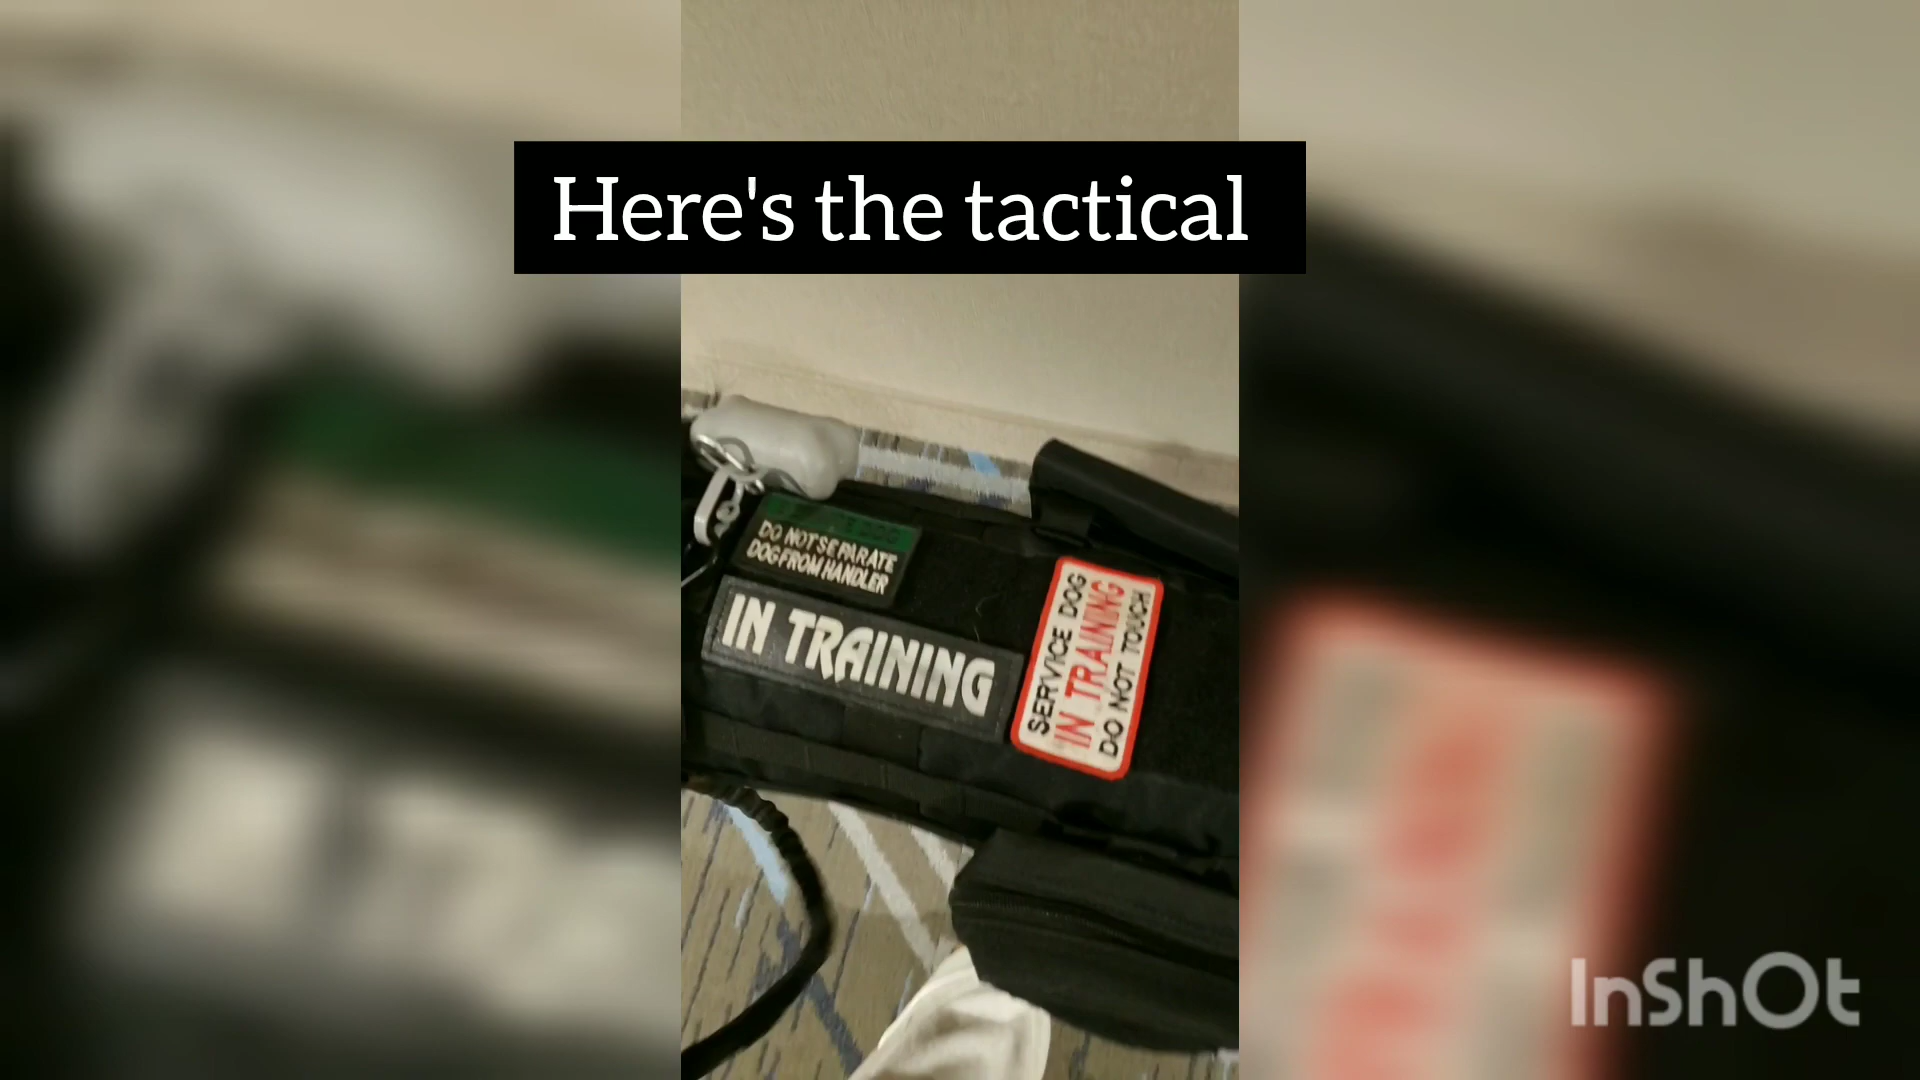 Here's the tactical
DO NOT SEPARATE
DOG FROM HANDLER
IN TRAINING
SERVICE DOG
IN TRAINING
DO NOT TOUCH
InShOt